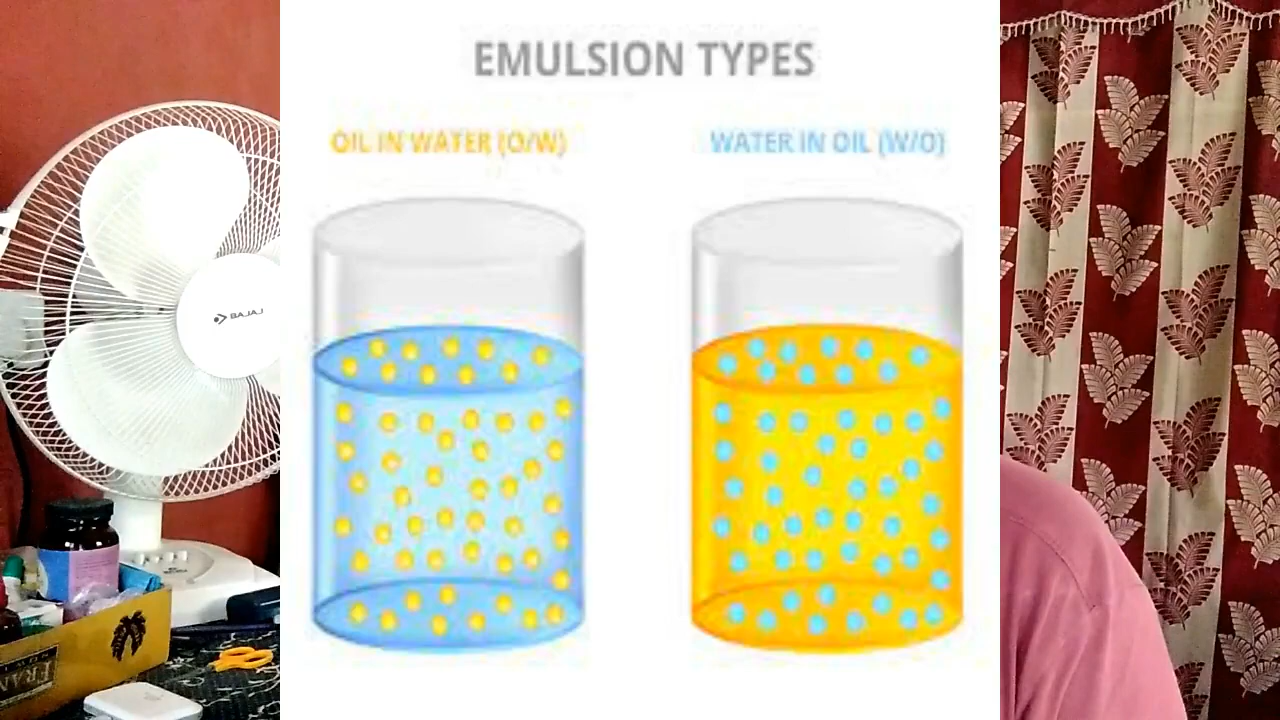 EMULSION TYPES
OIL IN WATER (O/W)
WATER IN OIL (W/O)
BAJAJ